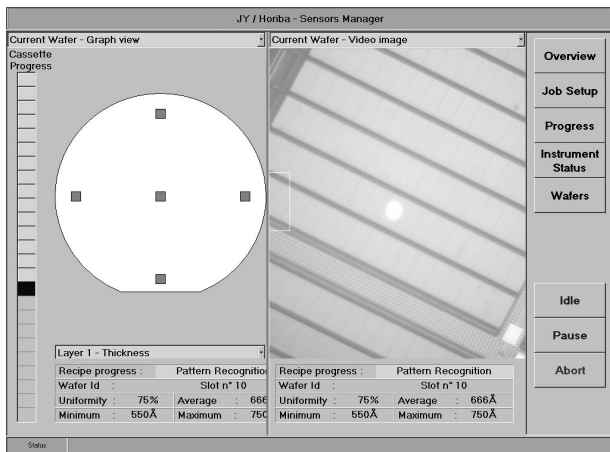 JY / Horiba - Sensors Manager
Current Wafer - Graph view
Current Wafer - Video image
Cassette
Progress
Overview
Job Setup
Progress
Instrument
Status
Wafers
Idle
Pause
Abort
Layer 1 - Thickness
Recipe progress : Pattern Recognition
Wafer Id : Slot n° 10
Uniformity : 75% Average : 666
Minimum : 550Å Maximum : 750
Recipe progress : Pattern Recognition
Wafer Id : Slot n° 10
Uniformity : 75% Average : 666Å
Minimum : 550Å Maximum : 750Å
Status